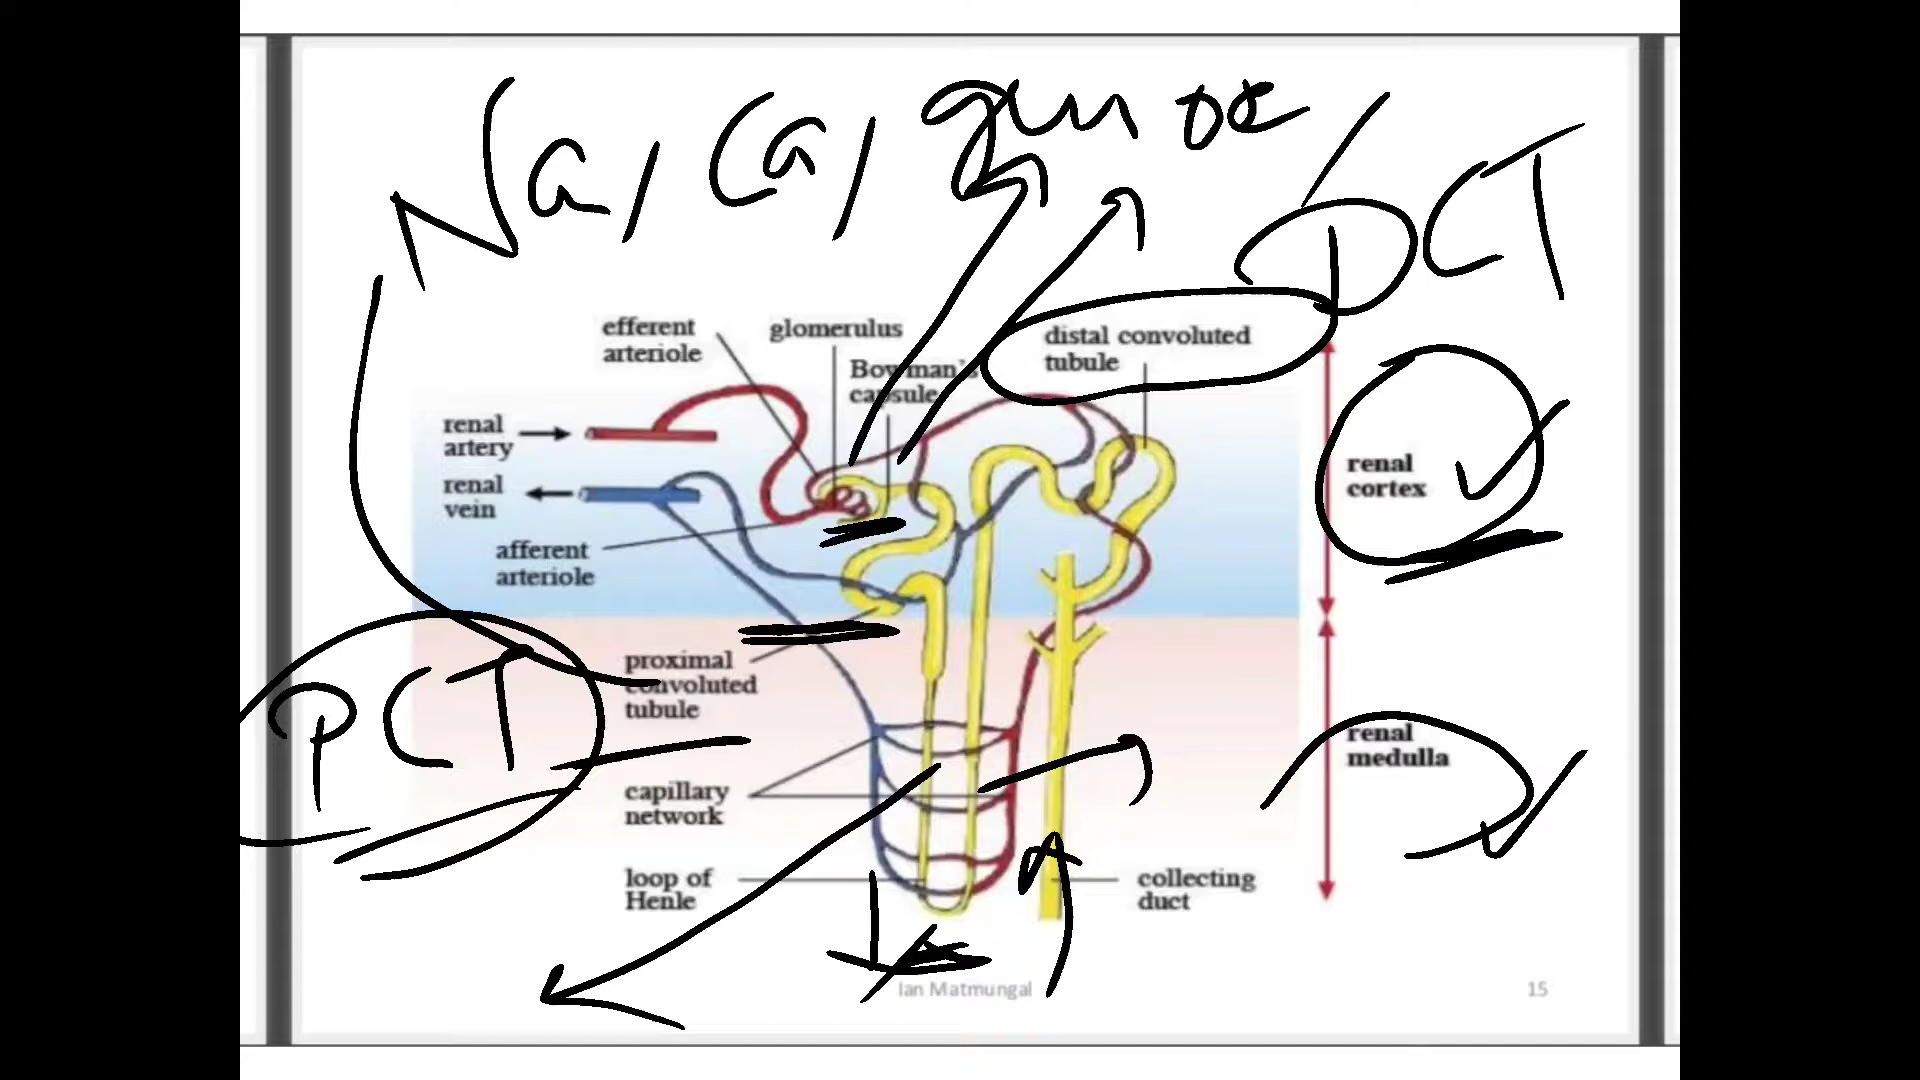 Na, Ca, glucose,
DCT
efferent
arteriole
glomerulus
Bowman's
capsule
distal convoluted
tubule
renal
artery
renal
vein
afferent
arteriole
renal
cortex
PCT
proximal
convoluted
tubule
renal
medulla
capillary
network
loop of
Henle
collecting
duct
Ian Matmungal
15